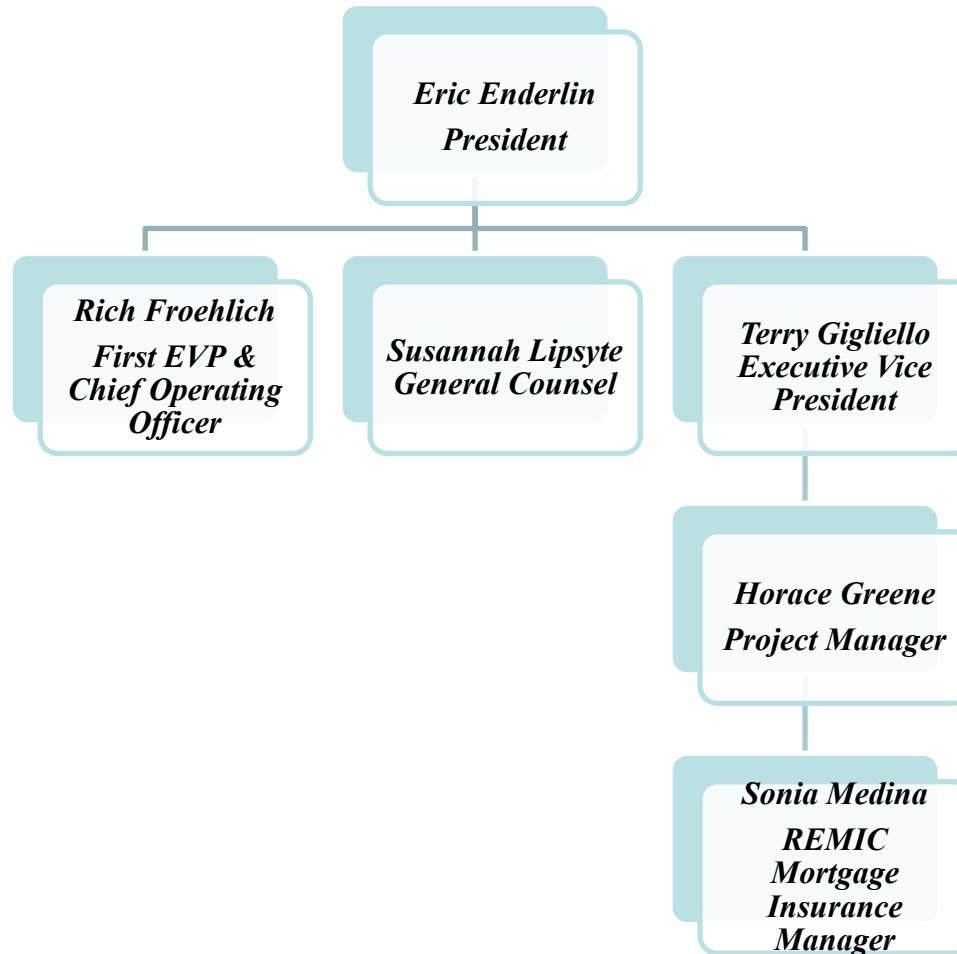 Eric Enderlin
President
Rich Froehlich
First EVP &
Chief Operating
Officer
Susannah Lipsyte
General Counsel
Terry Gigliello
Executive Vice
President
Horace Greene
Project Manager
Sonia Medina
REMIC
Mortgage
Insurance
Manager